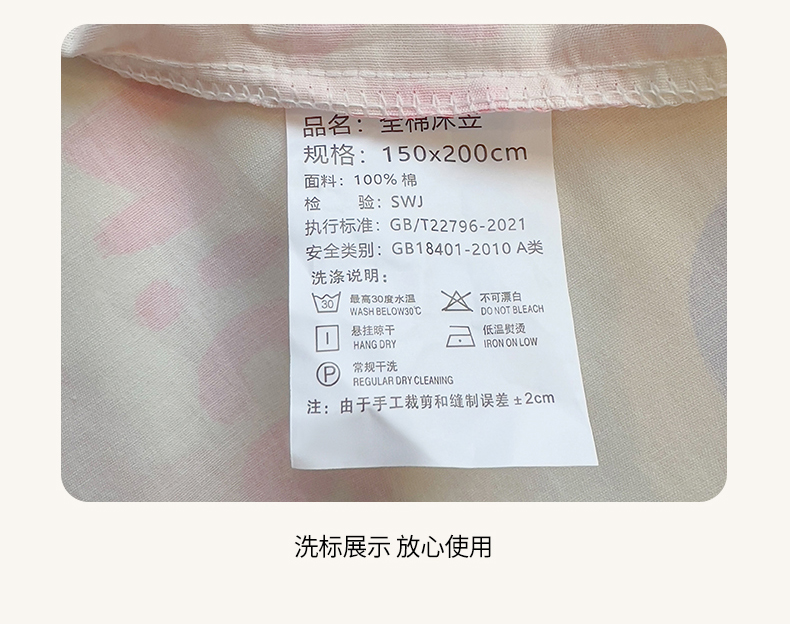 品名：全棉床笠
规格：150x200cm
面料：100% 棉
检 验：SWJ
执行标准：GB/T22796-2021
安全类别：GB18401-2010 A类
洗涤说明：
30 最高30度水温 不可漂白
WASH BELOW30℃ DO NOT BLEACH
悬挂晾干 低温熨烫
HANG DRY IRON ON LOW
P 常规干洗
REGULAR DRY CLEANING
注：由于手工裁剪和缝制误差 ±2cm
洗标展示 放心使用